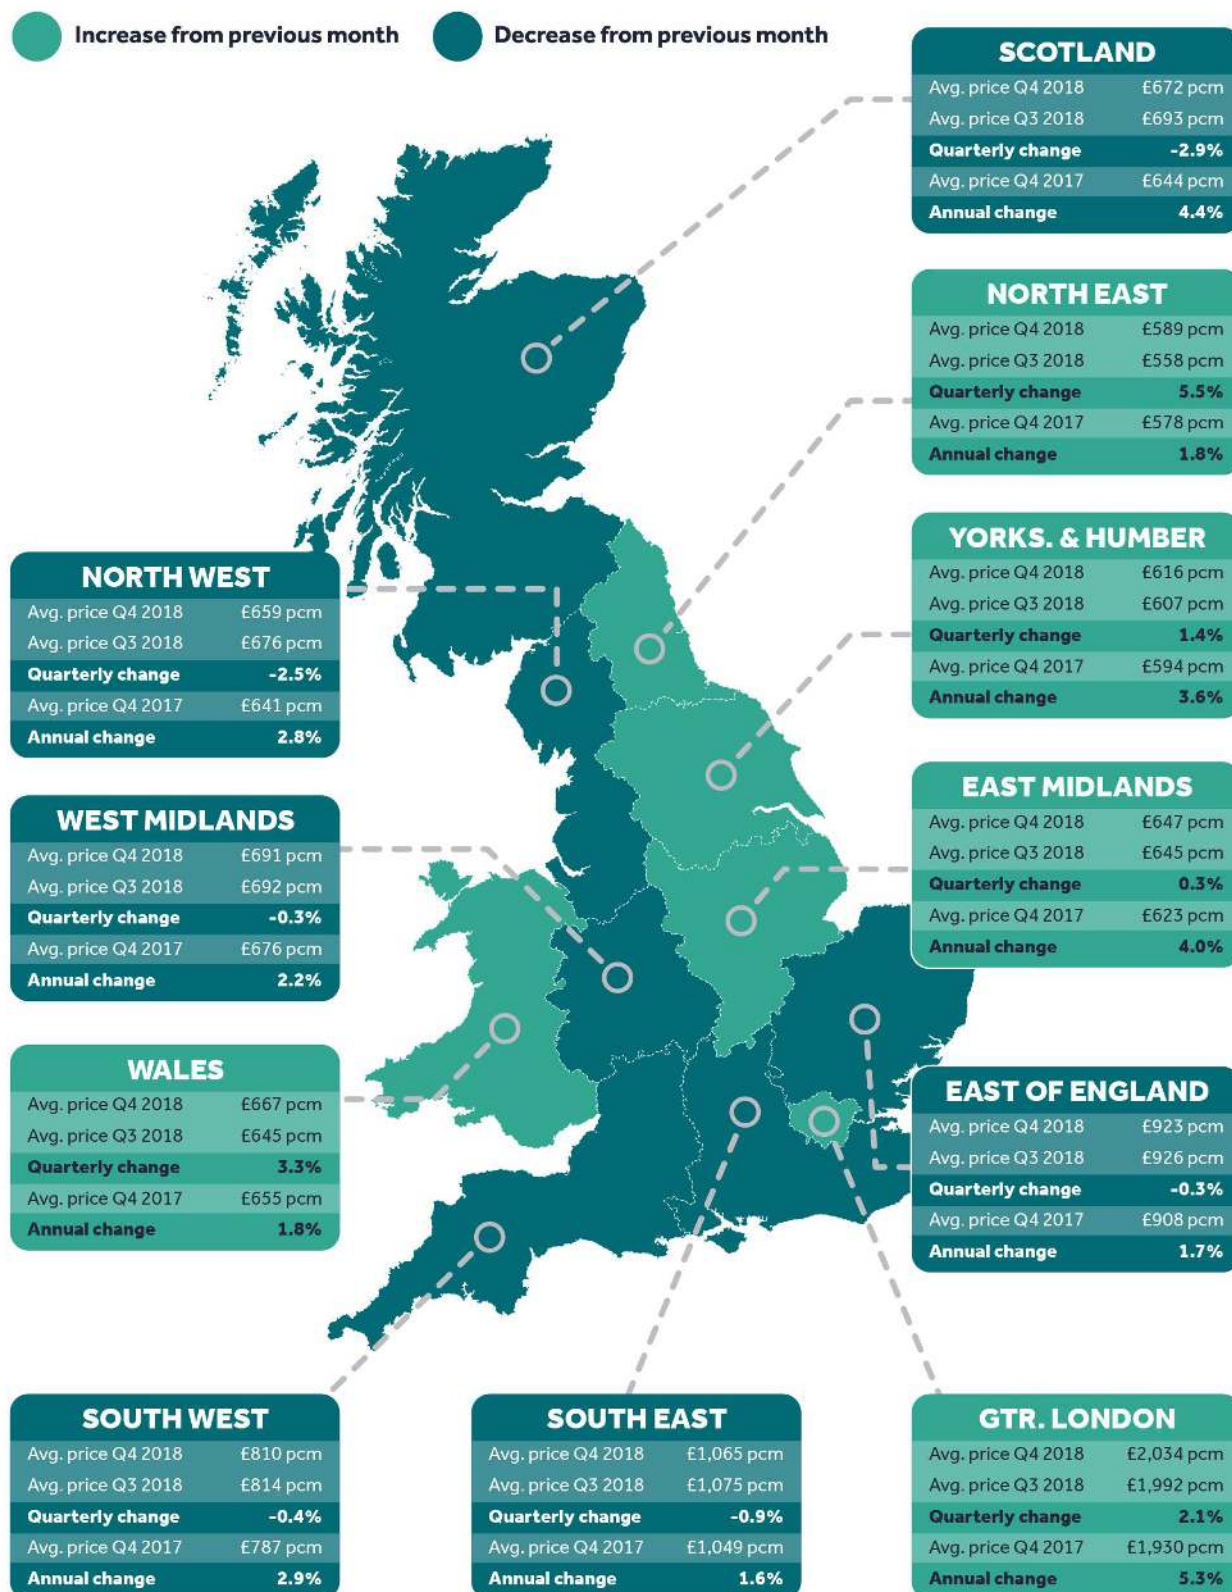 Increase from previous month
Decrease from previous month
SCOTLAND
Avg. price Q4 2018 £672 pcm
Avg. price Q3 2018 £693 pcm
Quarterly change -2.9%
Avg. price Q4 2017 £644 pcm
Annual change 4.4%
NORTH EAST
Avg. price Q4 2018 £589 pcm
Avg. price Q3 2018 £558 pcm
Quarterly change 5.5%
Avg. price Q4 2017 £578 pcm
Annual change 1.8%
YORKS. & HUMBER
Avg. price Q4 2018 £616 pcm
Avg. price Q3 2018 £607 pcm
Quarterly change 1.4%
Avg. price Q4 2017 £594 pcm
Annual change 3.6%
NORTH WEST
Avg. price Q4 2018 £659 pcm
Avg. price Q3 2018 £676 pcm
Quarterly change -2.5%
Avg. price Q4 2017 £641 pcm
Annual change 2.8%
EAST MIDLANDS
Avg. price Q4 2018 £647 pcm
Avg. price Q3 2018 £645 pcm
Quarterly change 0.3%
Avg. price Q4 2017 £623 pcm
Annual change 4.0%
WEST MIDLANDS
Avg. price Q4 2018 £691 pcm
Avg. price Q3 2018 £692 pcm
Quarterly change -0.3%
Avg. price Q4 2017 £676 pcm
Annual change 2.2%
WALES
Avg. price Q4 2018 £667 pcm
Avg. price Q3 2018 £645 pcm
Quarterly change 3.3%
Avg. price Q4 2017 £655 pcm
Annual change 1.8%
EAST OF ENGLAND
Avg. price Q4 2018 £923 pcm
Avg. price Q3 2018 £926 pcm
Quarterly change -0.3%
Avg. price Q4 2017 £908 pcm
Annual change 1.7%
SOUTH WEST
Avg. price Q4 2018 £810 pcm
Avg. price Q3 2018 £814 pcm
Quarterly change -0.4%
Avg. price Q4 2017 £787 pcm
Annual change 2.9%
SOUTH EAST
Avg. price Q4 2018 £1,065 pcm
Avg. price Q3 2018 £1,075 pcm
Quarterly change -0.9%
Avg. price Q4 2017 £1,049 pcm
Annual change 1.6%
GTR. LONDON
Avg. price Q4 2018 £2,034 pcm
Avg. price Q3 2018 £1,992 pcm
Quarterly change 2.1%
Avg. price Q4 2017 £1,930 pcm
Annual change 5.3%